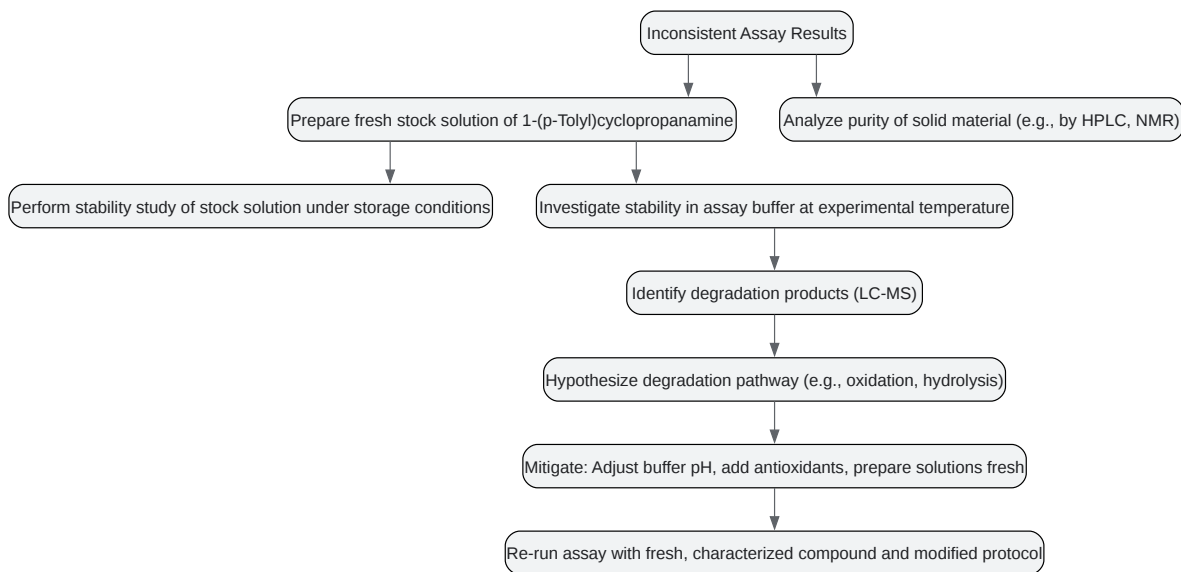 Inconsistent Assay Results
Prepare fresh stock solution of 1-(p-Tolyl)cyclopropanamine
Analyze purity of solid material (e.g., by HPLC, NMR)
Perform stability study of stock solution under storage conditions
Investigate stability in assay buffer at experimental temperature
Identify degradation products (LC-MS)
Hypothesize degradation pathway (e.g., oxidation, hydrolysis)
Mitigate: Adjust buffer pH, add antioxidants, prepare solutions fresh
Re-run assay with fresh, characterized compound and modified protocol